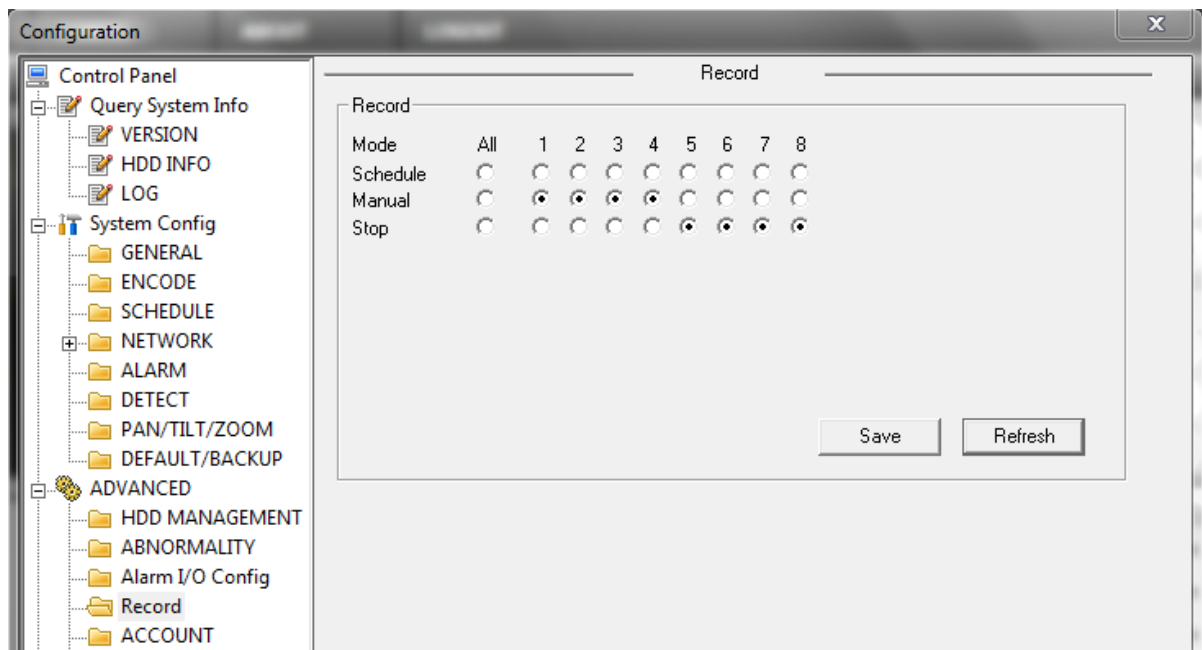 Configuration
Control Panel
Query System Info
VERSION
HDD INFO
LOG
System Config
GENERAL
ENCODE
SCHEDULE
NETWORK
ALARM
DETECT
PAN/TILT/ZOOM
DEFAULT/BACKUP
ADVANCED
HDD MANAGEMENT
ABNORMALITY
Alarm I/O Config
Record
ACCOUNT
Record
Record
Mode All 1 2 3 4 5 6 7 8
Schedule
Manual
Stop
Save Refresh